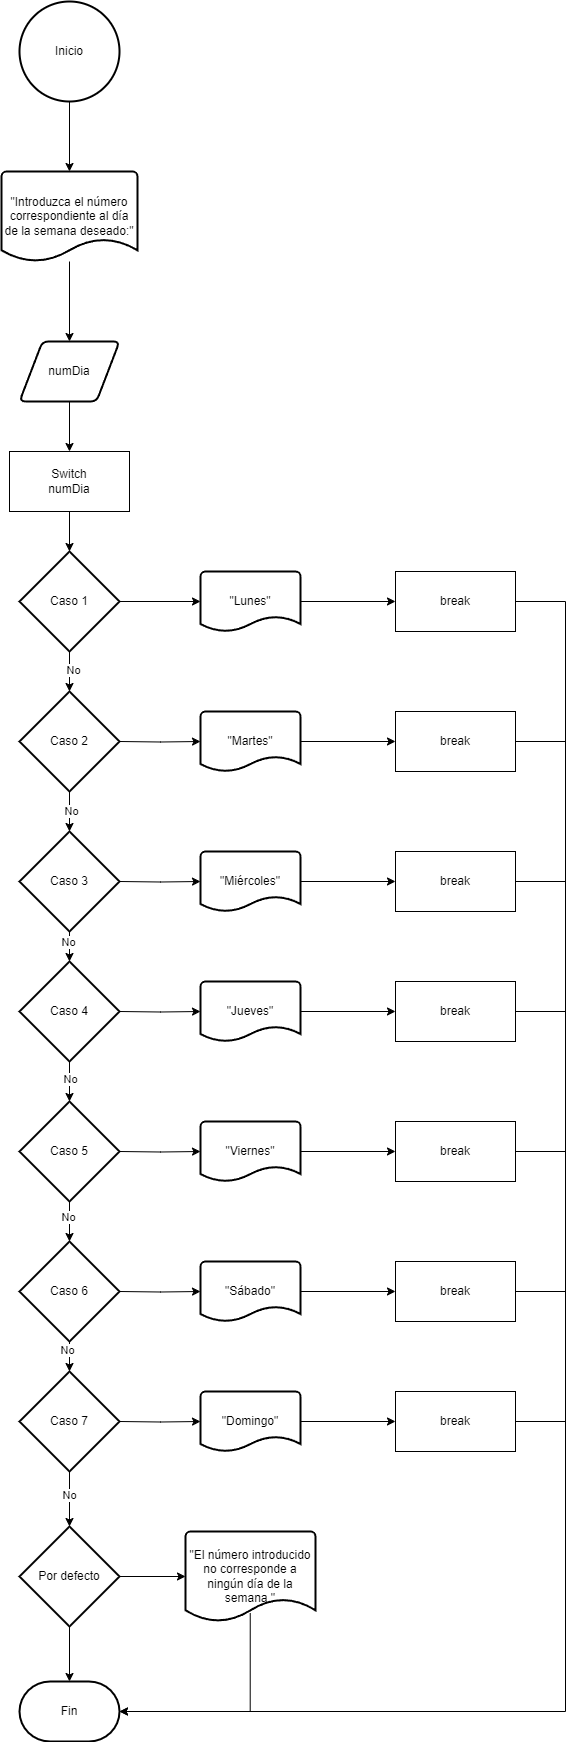 Inicio
"Introduzca el número
correspondiente al día
de la semana deseado:"
numDia
Switch
numDia
Caso 1
"Lunes"
break
No
Caso 2
"Martes"
break
No
Caso 3
"Miércoles"
break
No
Caso 4
"Jueves"
break
No
Caso 5
"Viernes"
break
No
Caso 6
"Sábado"
break
No
Caso 7
"Domingo"
break
No
Por defecto
"El número introducido
no corresponde a
ningún día de la
semana."
Fin